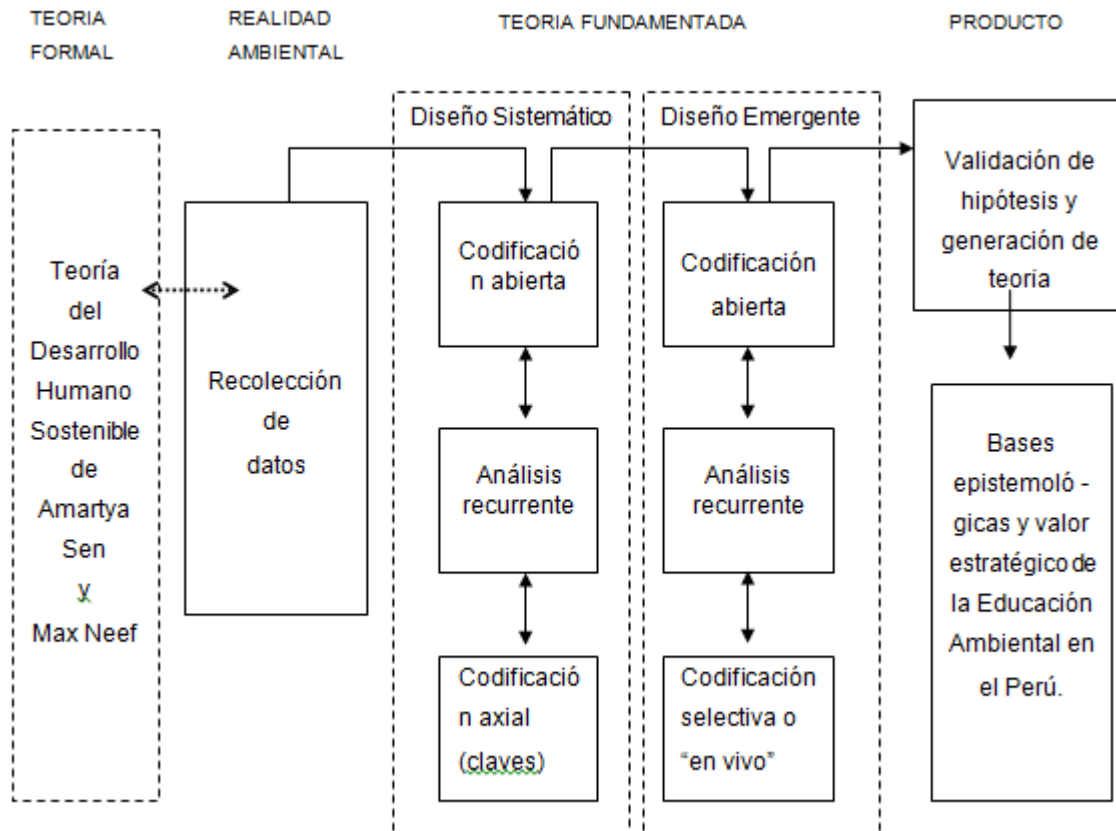 TEORIA
FORMAL
REALIDAD
AMBIENTAL
TEORIA FUNDAMENTADA
PRODUCTO
Teoría
del
Desarrollo
Humano
Sostenible
de
Amartya
Sen
y
Max Neef
Recolección
de
datos
Diseño Sistemático
Codificació
n abierta
Análisis
recurrente
Codificació
n axial
(claves)
Diseño Emergente
Codificación
abierta
Análisis
recurrente
Codificación
selectiva o
“en vivo”
Validación de
hipótesis y
generación de
teoria
Bases
epistemoló -
gicas y valor
estratégico de
la Educación
Ambiental en
el Perú.